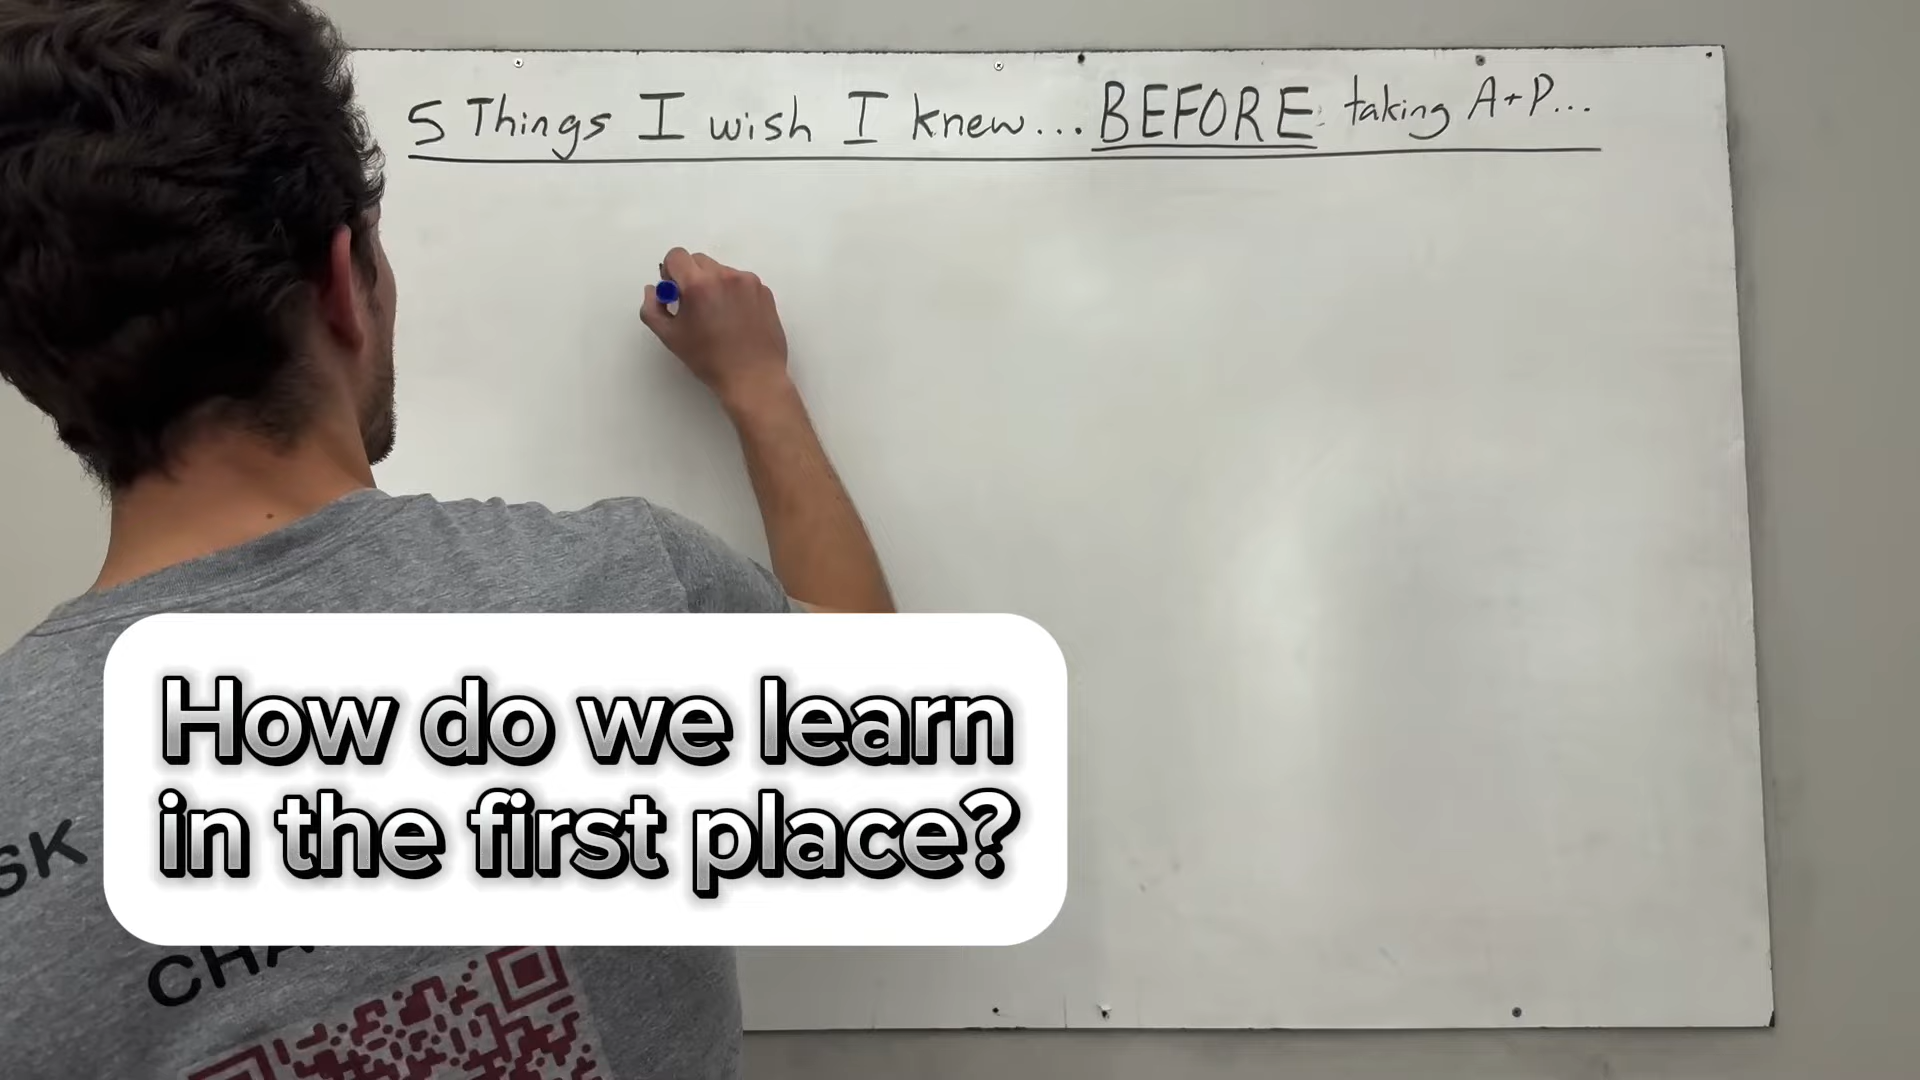 5 Things I wish I knew... BEFORE taking A+P...
How do we learn
in the first place?
SK
CHA